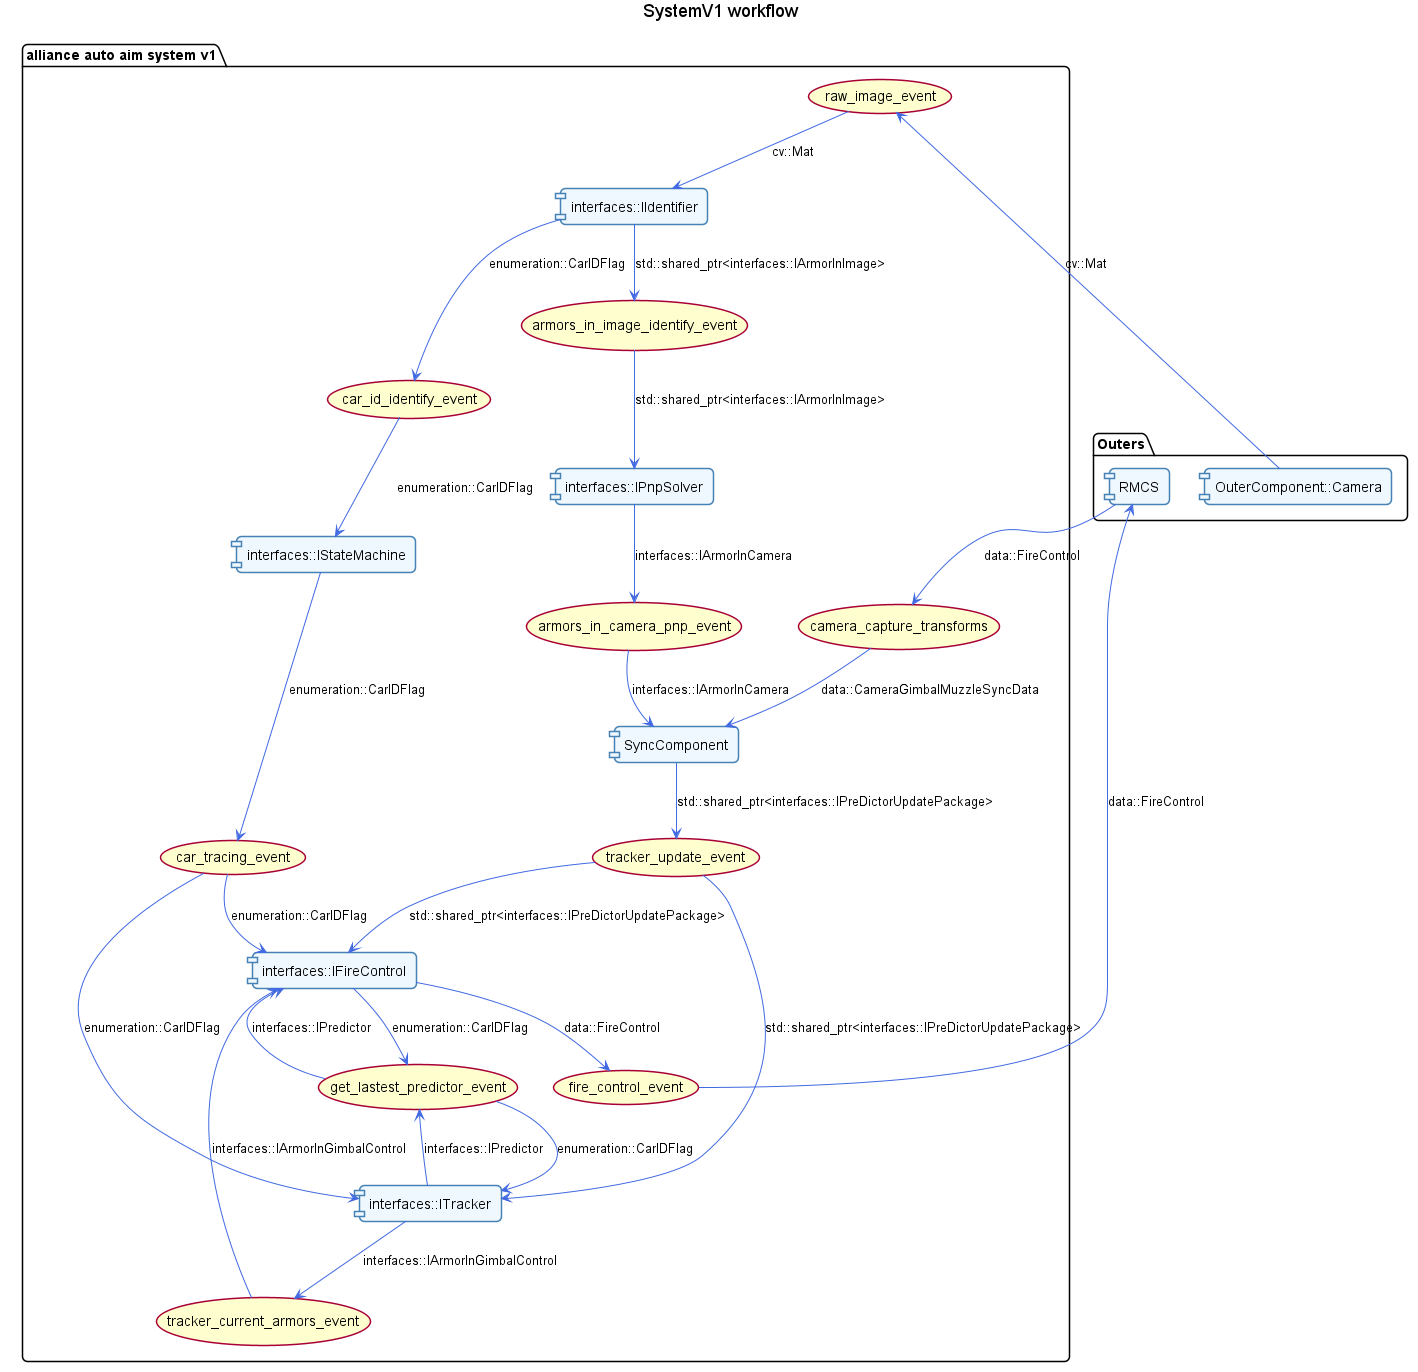 SystemV1 workflow
alliance auto aim system v1
raw_image_event
cv::Mat
interfaces::IIdentifier
enumeration::CarIDFlag
std::shared_ptr<interfaces::IArmorInImage>
cv::Mat
armors_in_image_identify_event
car_id_identify_event
std::shared_ptr<interfaces::IArmorInImage>
Outers
enumeration::CarIDFlag
interfaces::IPnpSolver
RMCS
OuterComponent::Camera
interfaces::IStateMachine
interfaces::IArmorInCamera
data::FireControl
armors_in_camera_pnp_event
camera_capture_transforms
enumeration::CarIDFlag
interfaces::IArmorInCamera
data::CameraGimbalMuzzleSyncData
SyncComponent
std::shared_ptr<interfaces::IPreDictorUpdatePackage>
data::FireControl
car_tracing_event
tracker_update_event
enumeration::CarIDFlag
std::shared_ptr<interfaces::IPreDictorUpdatePackage>
interfaces::IFireControl
enumeration::CarIDFlag
interfaces::IPredictor
enumeration::CarIDFlag
data::FireControl
std::shared_ptr<interfaces::IPreDictorUpdatePackage>
get_lastest_predictor_event
fire_control_event
interfaces::IArmorInGimbalControl
interfaces::IPredictor
enumeration::CarIDFlag
interfaces::ITracker
interfaces::IArmorInGimbalControl
tracker_current_armors_event